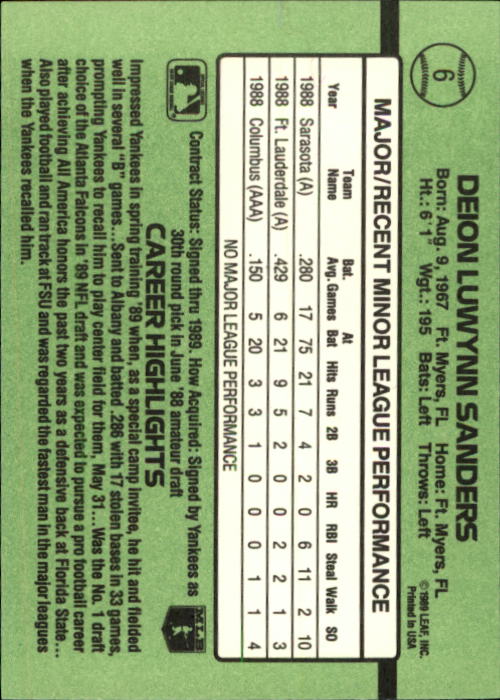 6
DEION LUWYNN SANDERS
Born: Aug. 9, 1967 Ft. Myers, FL Home: Ft. Myers, FL
Ht.: 6'1" Wgt.: 195 Bats: Left Throws: Left
© 1989 LEAF, INC.
Printed in USA
MAJOR/RECENT MINOR LEAGUE PERFORMANCE
Year Team Name Bat. Avg. Games At Bat Hits Runs 2B 3B HR RBI Steal Walk SO
1988 Sarasota (A) .280 17 75 21 7 4 2 0 6 11 2 10
1988 Ft. Lauderdale (A) .429 6 21 9 5 2 0 0 2 2 1 3
1988 Columbus (AAA) .150 5 20 3 3 1 0 0 0 1 1 4
NO MAJOR LEAGUE PERFORMANCE
Contract Status: Signed thru 1989. How Acquired: Signed by Yankees as
30th round pick in June '88 amateur draft
MLB
CAREER HIGHLIGHTS
Impressed Yankees in spring training '89 when, as a special camp invitee, he hit and fielded
well in several "B" games...Sent to Albany and batted .286 with 17 stolen bases in 33 games,
prompting Yankees to recall him to play center field for them, May 31...Was the No. 1 draft
choice of the Atlanta Falcons in '89 NFL draft and was expected to pursue a pro football career
after achieving All America honors the past two years as a defensive back at Florida State...
Also played football and ran track at FSU and was regarded the fastest man in the major leagues
when the Yankees recalled him.